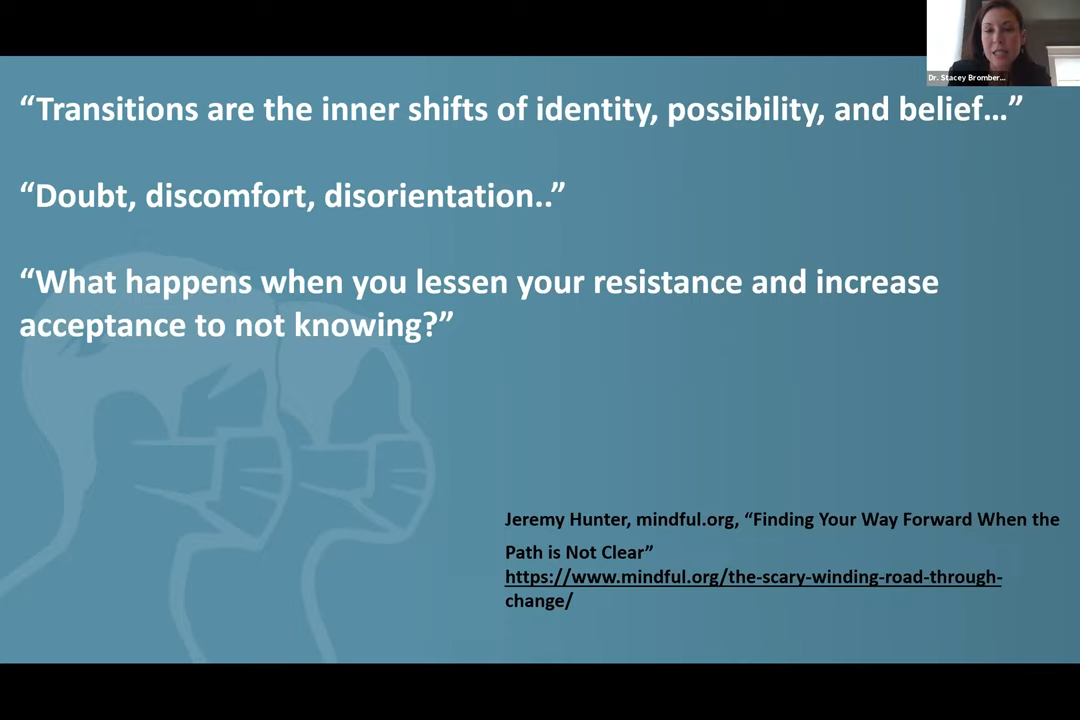 Dr. Stacey Bromber...
“Transitions are the inner shifts of identity, possibility, and belief…”
“Doubt, discomfort, disorientation..”
“What happens when you lessen your resistance and increase
acceptance to not knowing?”
Jeremy Hunter, mindful.org, “Finding Your Way Forward When the
Path is Not Clear”
https://www.mindful.org/the-scary-winding-road-through-
change/